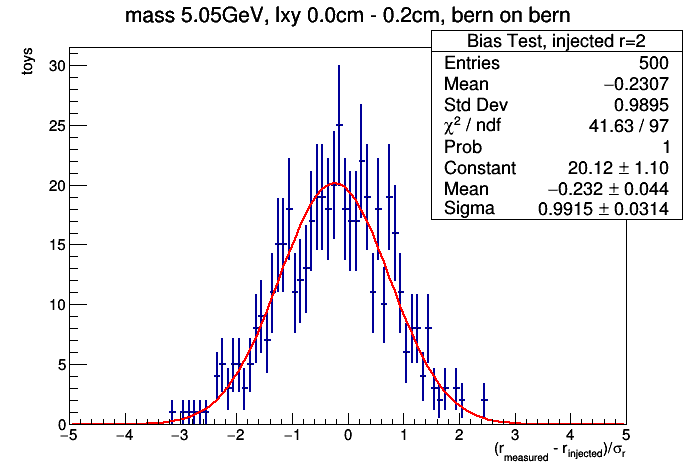 mass 5.05GeV, lxy 0.0cm - 0.2cm, bern on bern
Bias Test, injected r=2
Entries 500
Mean −0.2307
Std Dev 0.9895
χ² / ndf 41.63 / 97
Prob 1
Constant 20.12 ± 1.10
Mean −0.232 ± 0.044
Sigma 0.9915 ± 0.0314
toys
30
25
20
15
10
5
0
−5 −4 −3 −2 −1 0 1 2 3 4 5
(r_measured - r_injected)/σ_r